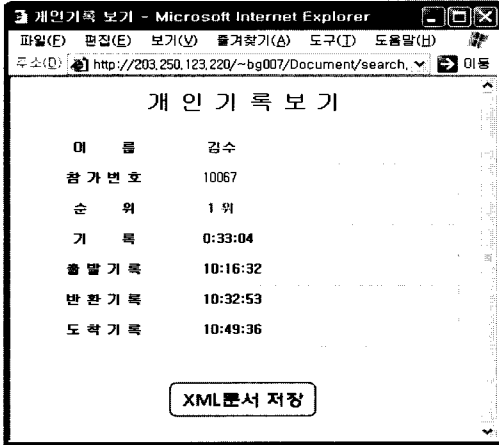 개인기록 보기 - Microsoft Internet Explorer
파일(F) 편집(E) 보기(V) 즐겨찾기(A) 도구(T) 도움말(H)
주소(D) http://203,250,123,220/~bg007/Document/search, 이동
개 인 기 록 보 기
이 름 김수
참 가 번 호 10067
순 위 1 위
기 록 0:33:04
출 발 기 록 10:16:32
반 환 기 록 10:32:53
도 착 기 록 10:49:36
XML문서 저장